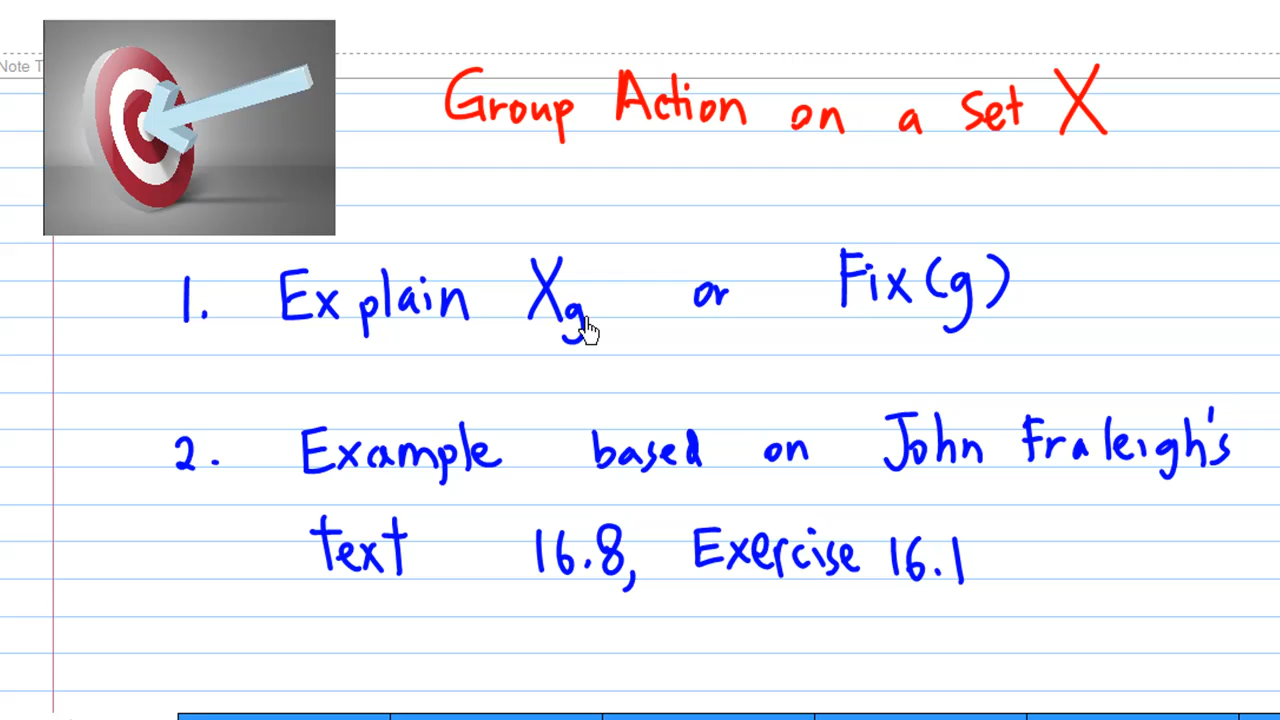 Note T
Group Action on a Set X
1. Explain Xg or Fix(g)
2. Example based on John Fraleigh's
text 16.8, Exercise 16.1